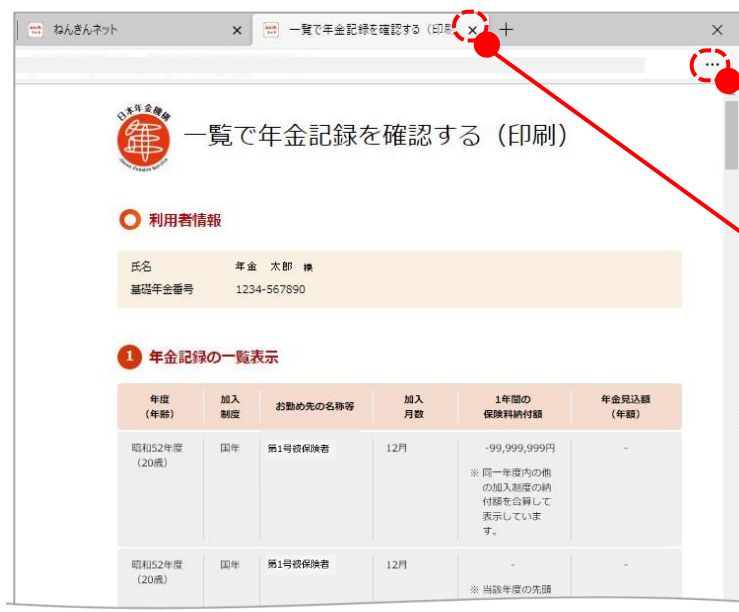 ねんきんネット × 一覧で年金記録を確認する（印刷 × + ×
…
日本年金機構
Japan Pension Service
一覧で年金記録を確認する（印刷）
利用者情報
氏名 年金 太郎 様
基礎年金番号 1234-567890
1 年金記録の一覧表示
年度
（年齢）
加入
制度
お勤め先の名称等
加入
月数
1年間の
保険料納付額
年金見込額
（年額）
昭和52年度
（20歳）
国年
第1号被保険者
12月
-99,999,999円
※ 同一年度内の他
の加入制度の納
付額を合算して
表示していま
す。
-
昭和52年度
（20歳）
国年
第1号被保険者
12月
-
※ 当該年度の先頭
-